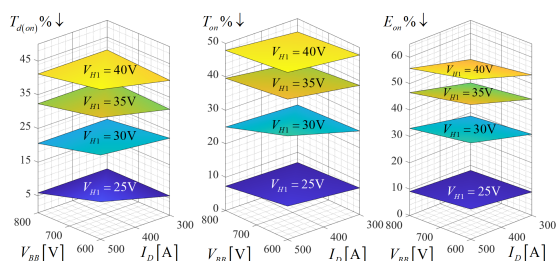 T_d(on) %↓
45
35
25
15
5
V_H1 = 40V
V_H1 = 35V
V_H1 = 30V
V_H1 = 25V
800
700
600
500
400
300
V_BB [V]
I_D [A]
T_on %↓
50
40
30
20
10
0
V_H1 = 40V
V_H1 = 35V
V_H1 = 30V
V_H1 = 25V
800
700
600
500
400
300
V_BB [V]
I_D [A]
E_on %↓
60
50
40
30
20
10
0
V_H1 = 40V
V_H1 = 35V
V_H1 = 30V
V_H1 = 25V
800
700
600
500
400
300
V_BB [V]
I_D [A]